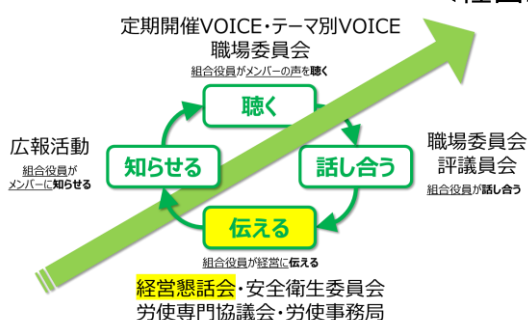 定期開催VOICE・テーマ別VOICE
職場委員会
組合役員がメンバーの声を聴く
聴く
広報活動
組合役員が
メンバーに知らせる
知らせる
話し合う
職場委員会
評議員会
組合役員が話し合う
伝える
組合役員が経営に伝える
経営懇話会・安全衛生委員会
労使専門協議会・労使事務局